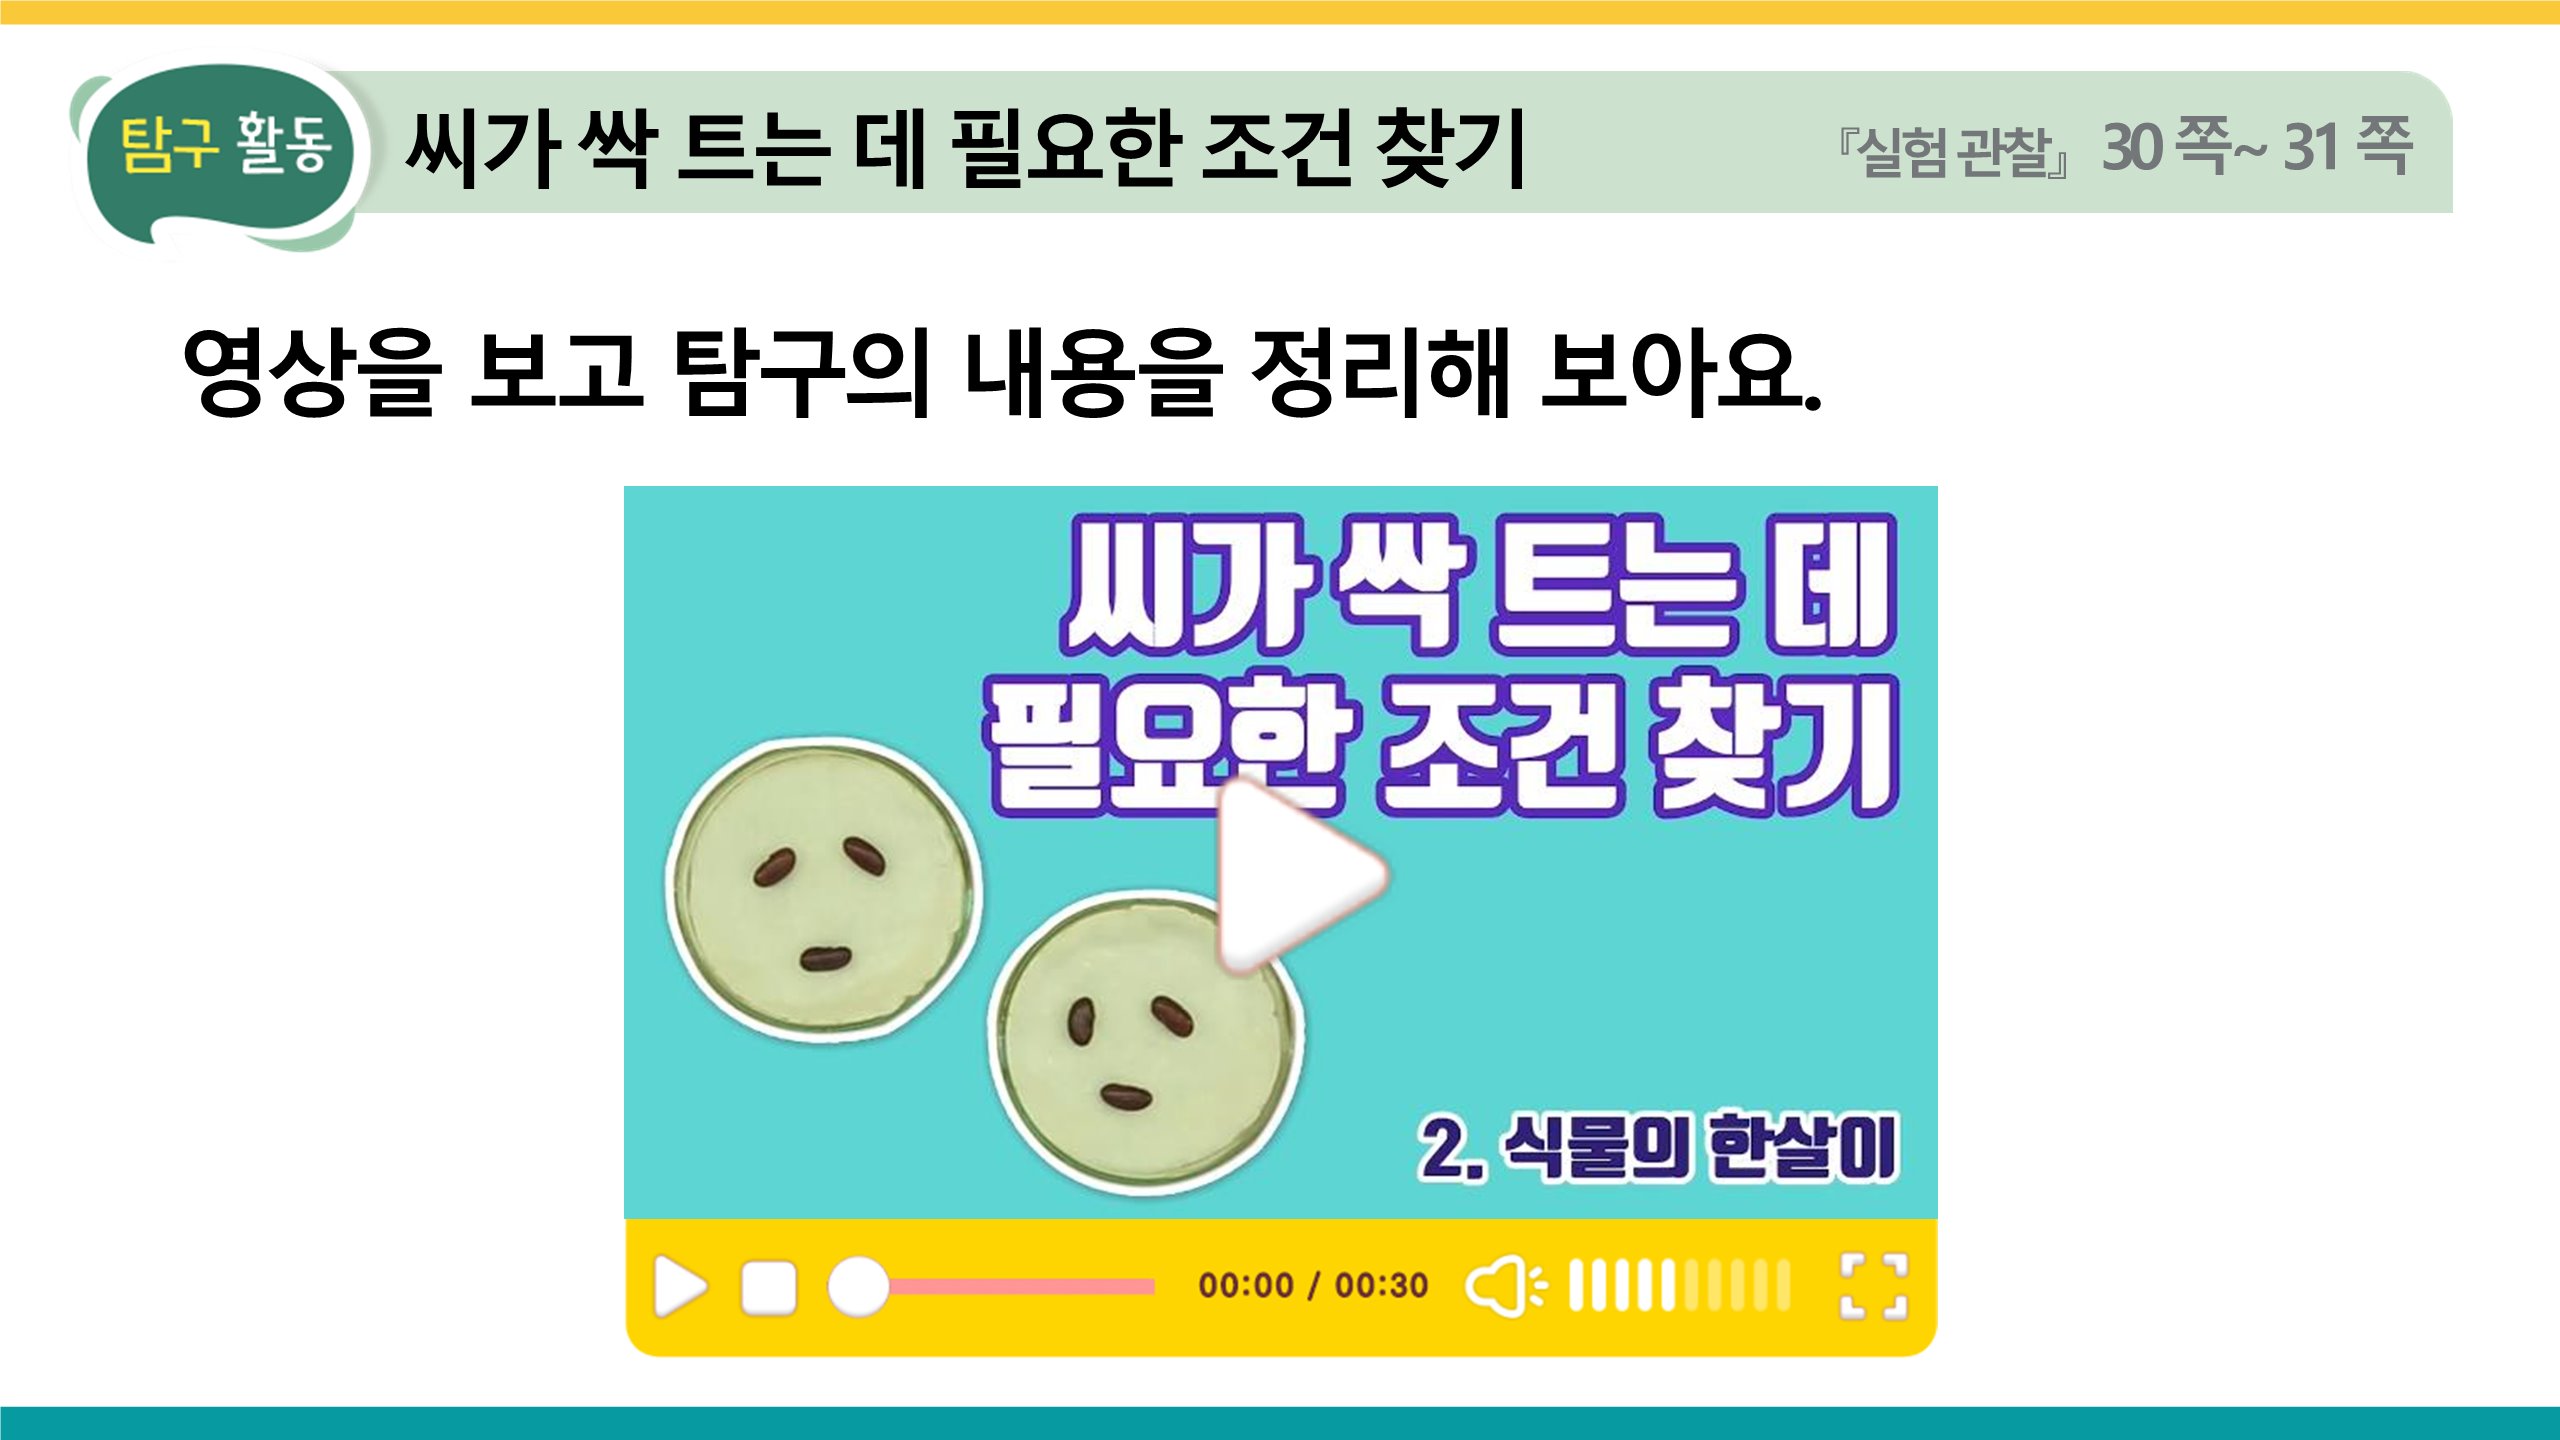 탐구 활동
씨가 싹 트는 데 필요한 조건 찾기
『실험 관찰』 30 쪽~ 31 쪽
영상을 보고 탐구의 내용을 정리해 보아요.
씨가 싹 트는 데
필요한 조건 찾기
2. 식물의 한살이
00:00 / 00:30